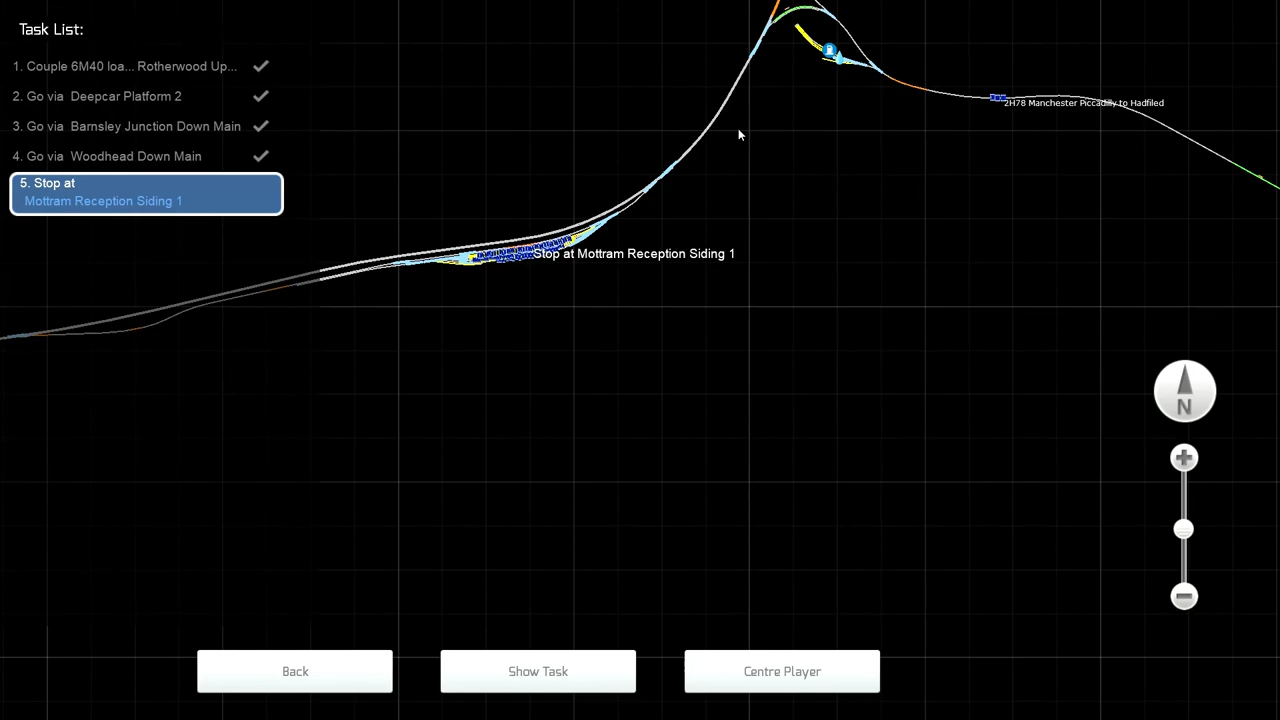 Task List:
1. Couple 6M40 loa... Rotherwood Up...
2. Go via Deepcar Platform 2
3. Go via Barnsley Junction Down Main
4. Go via Woodhead Down Main
5. Stop at
Mottram Reception Siding 1
2H78 Manchester Piccadilly to Hadfiled
Stop at Mottram Reception Siding 1
N
Back
Show Task
Centre Player